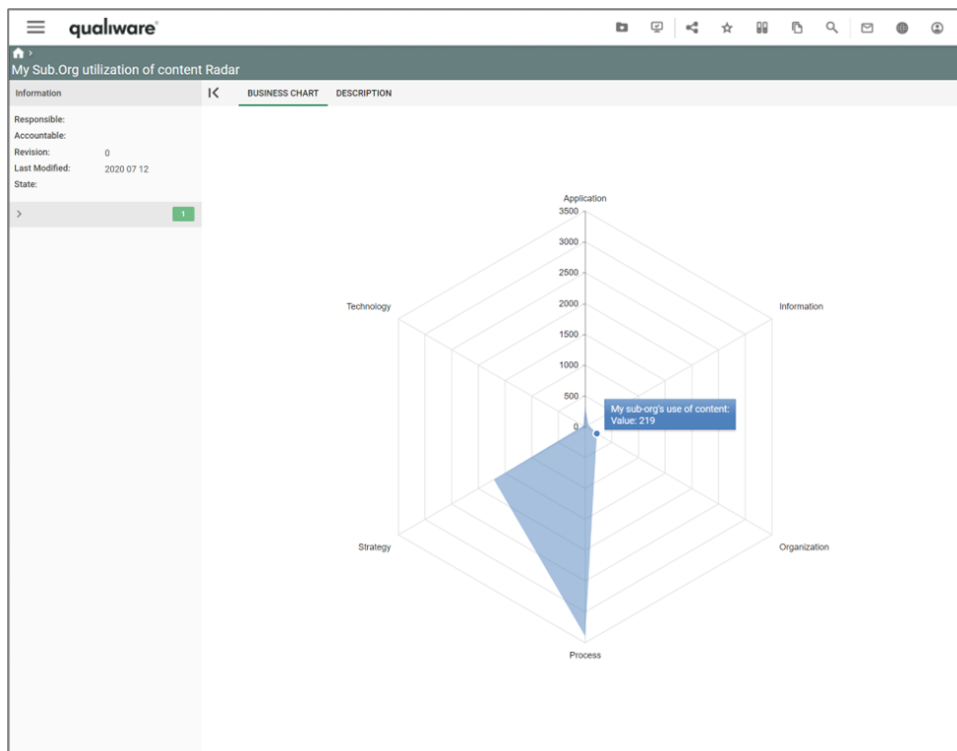 qualiware®
My Sub.Org utilization of content Radar
Information
BUSINESS CHART
DESCRIPTION
Responsible:
Accountable:
Revision: 0
Last Modified: 2020 07 12
State:
1
Application
3500
3000
2500
2000
1500
1000
500
0
Technology
Information
My sub-org's use of content:
Value: 219
Strategy
Organization
Process